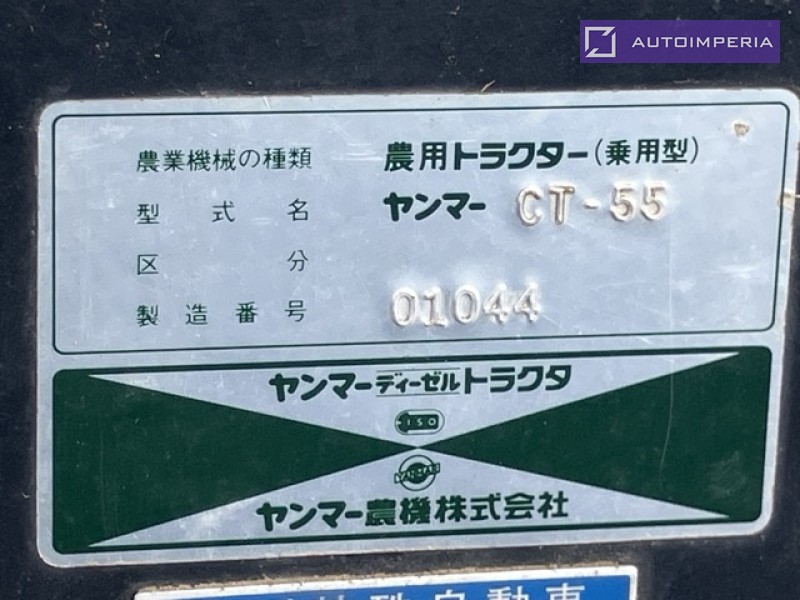 AUTOIMPERIA
農業機械の種類 農用トラクター(乗用型)
型式名 ヤンマー CT-55
区分
製造番号 01044
ヤンマーディーゼルトラクタ
ISO
YANMAR
ヤンマー農機株式会社
自動車